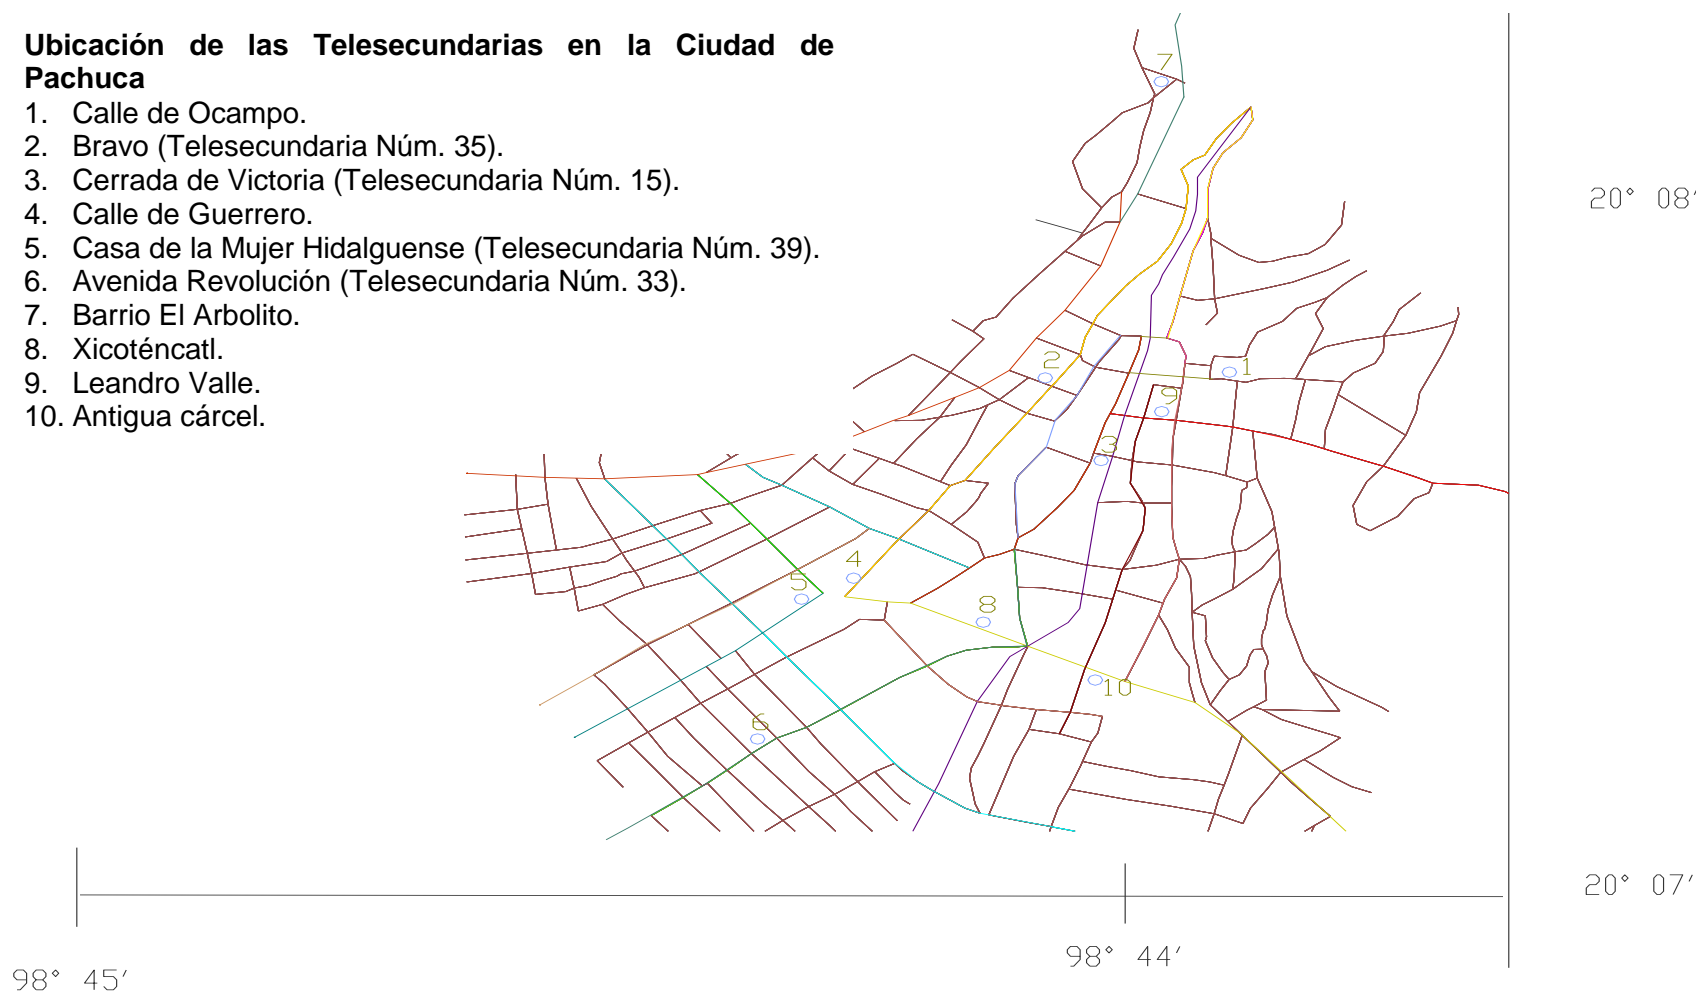 Ubicación de las Telesecundarias en la Ciudad de
Pachuca
1. Calle de Ocampo.
2. Bravo (Telesecundaria Núm. 35).
3. Cerrada de Victoria (Telesecundaria Núm. 15).
4. Calle de Guerrero.
5. Casa de la Mujer Hidalguense (Telesecundaria Núm. 39).
6. Avenida Revolución (Telesecundaria Núm. 33).
7. Barrio El Arbolito.
8. Xicoténcatl.
9. Leandro Valle.
10. Antigua cárcel.
7
20° 08'
2
1
9
3
4
5
8
10
6
20° 07'
98° 44'
98° 45'